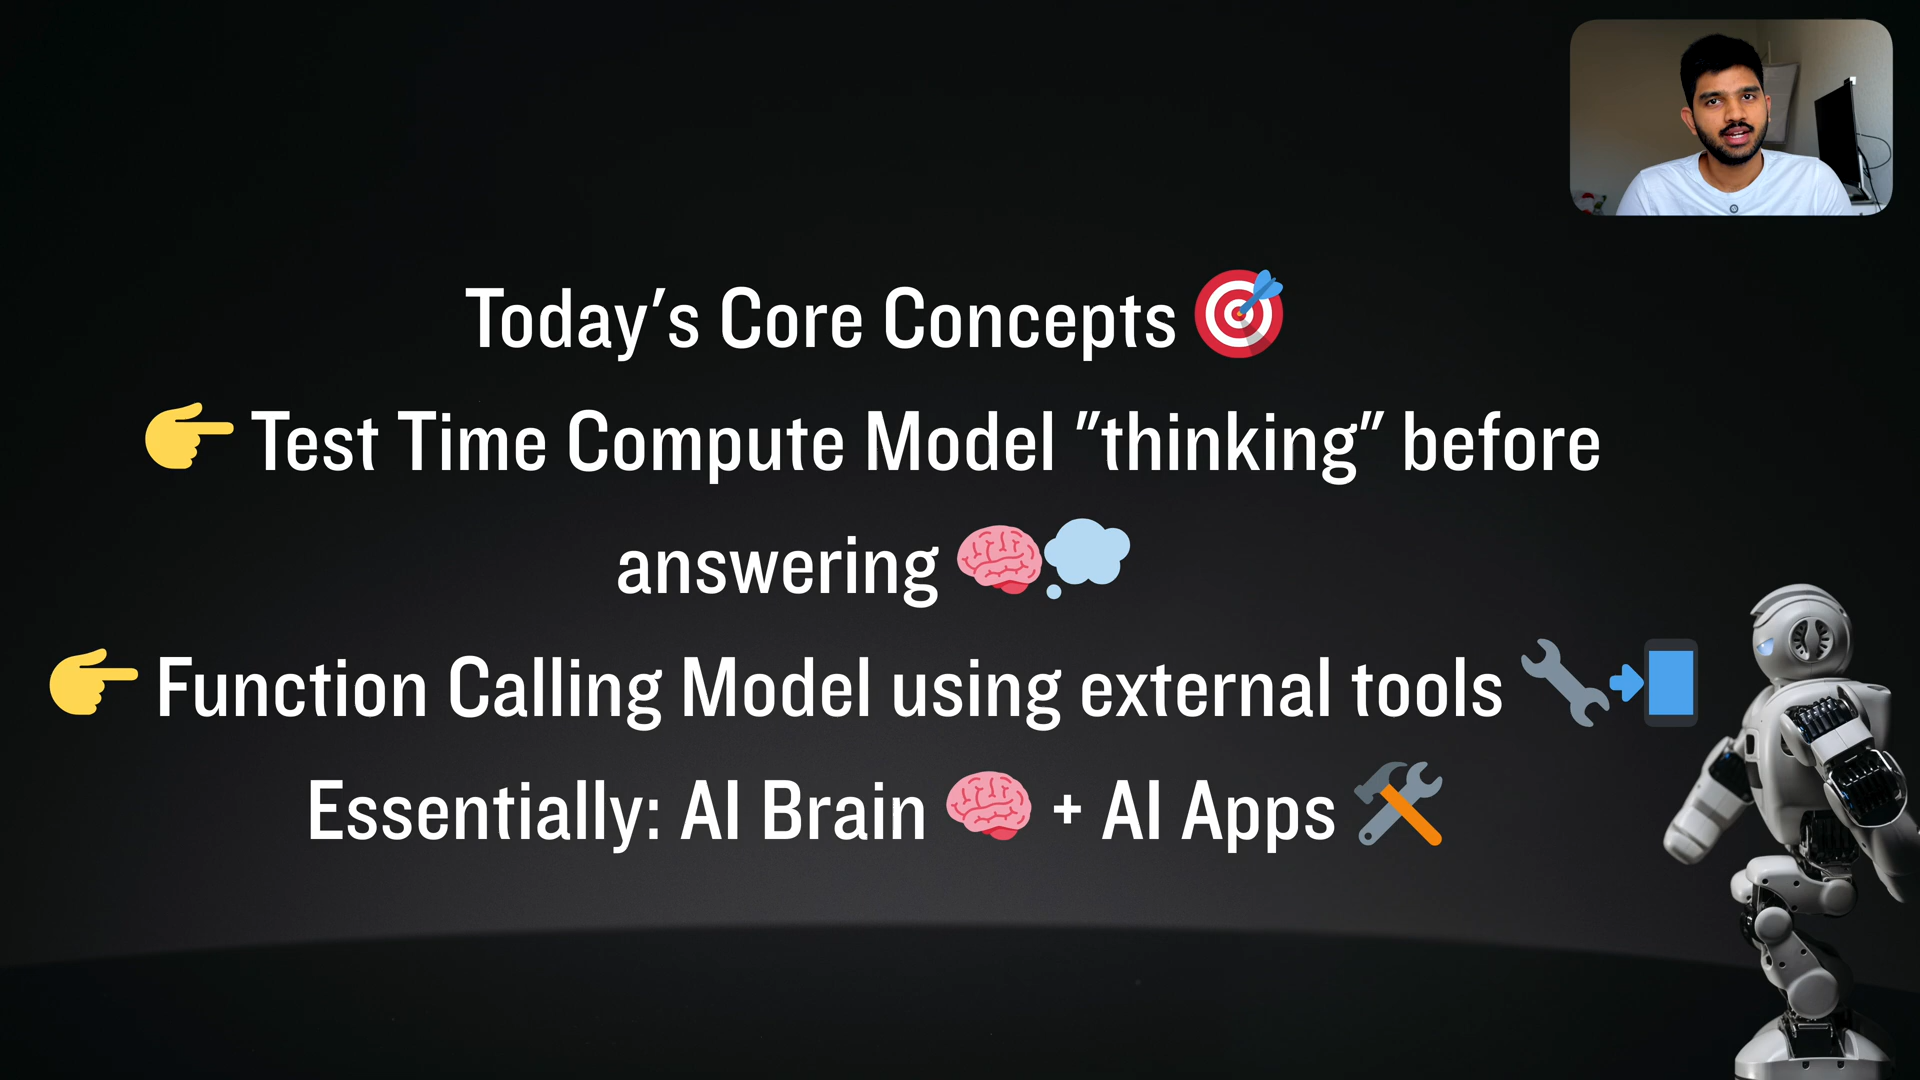 Today's Core Concepts 🎯
👉 Test Time Compute Model "thinking" before
answering 🧠💭
👉 Function Calling Model using external tools 🔧📲
Essentially: AI Brain 🧠 + AI Apps 🛠️